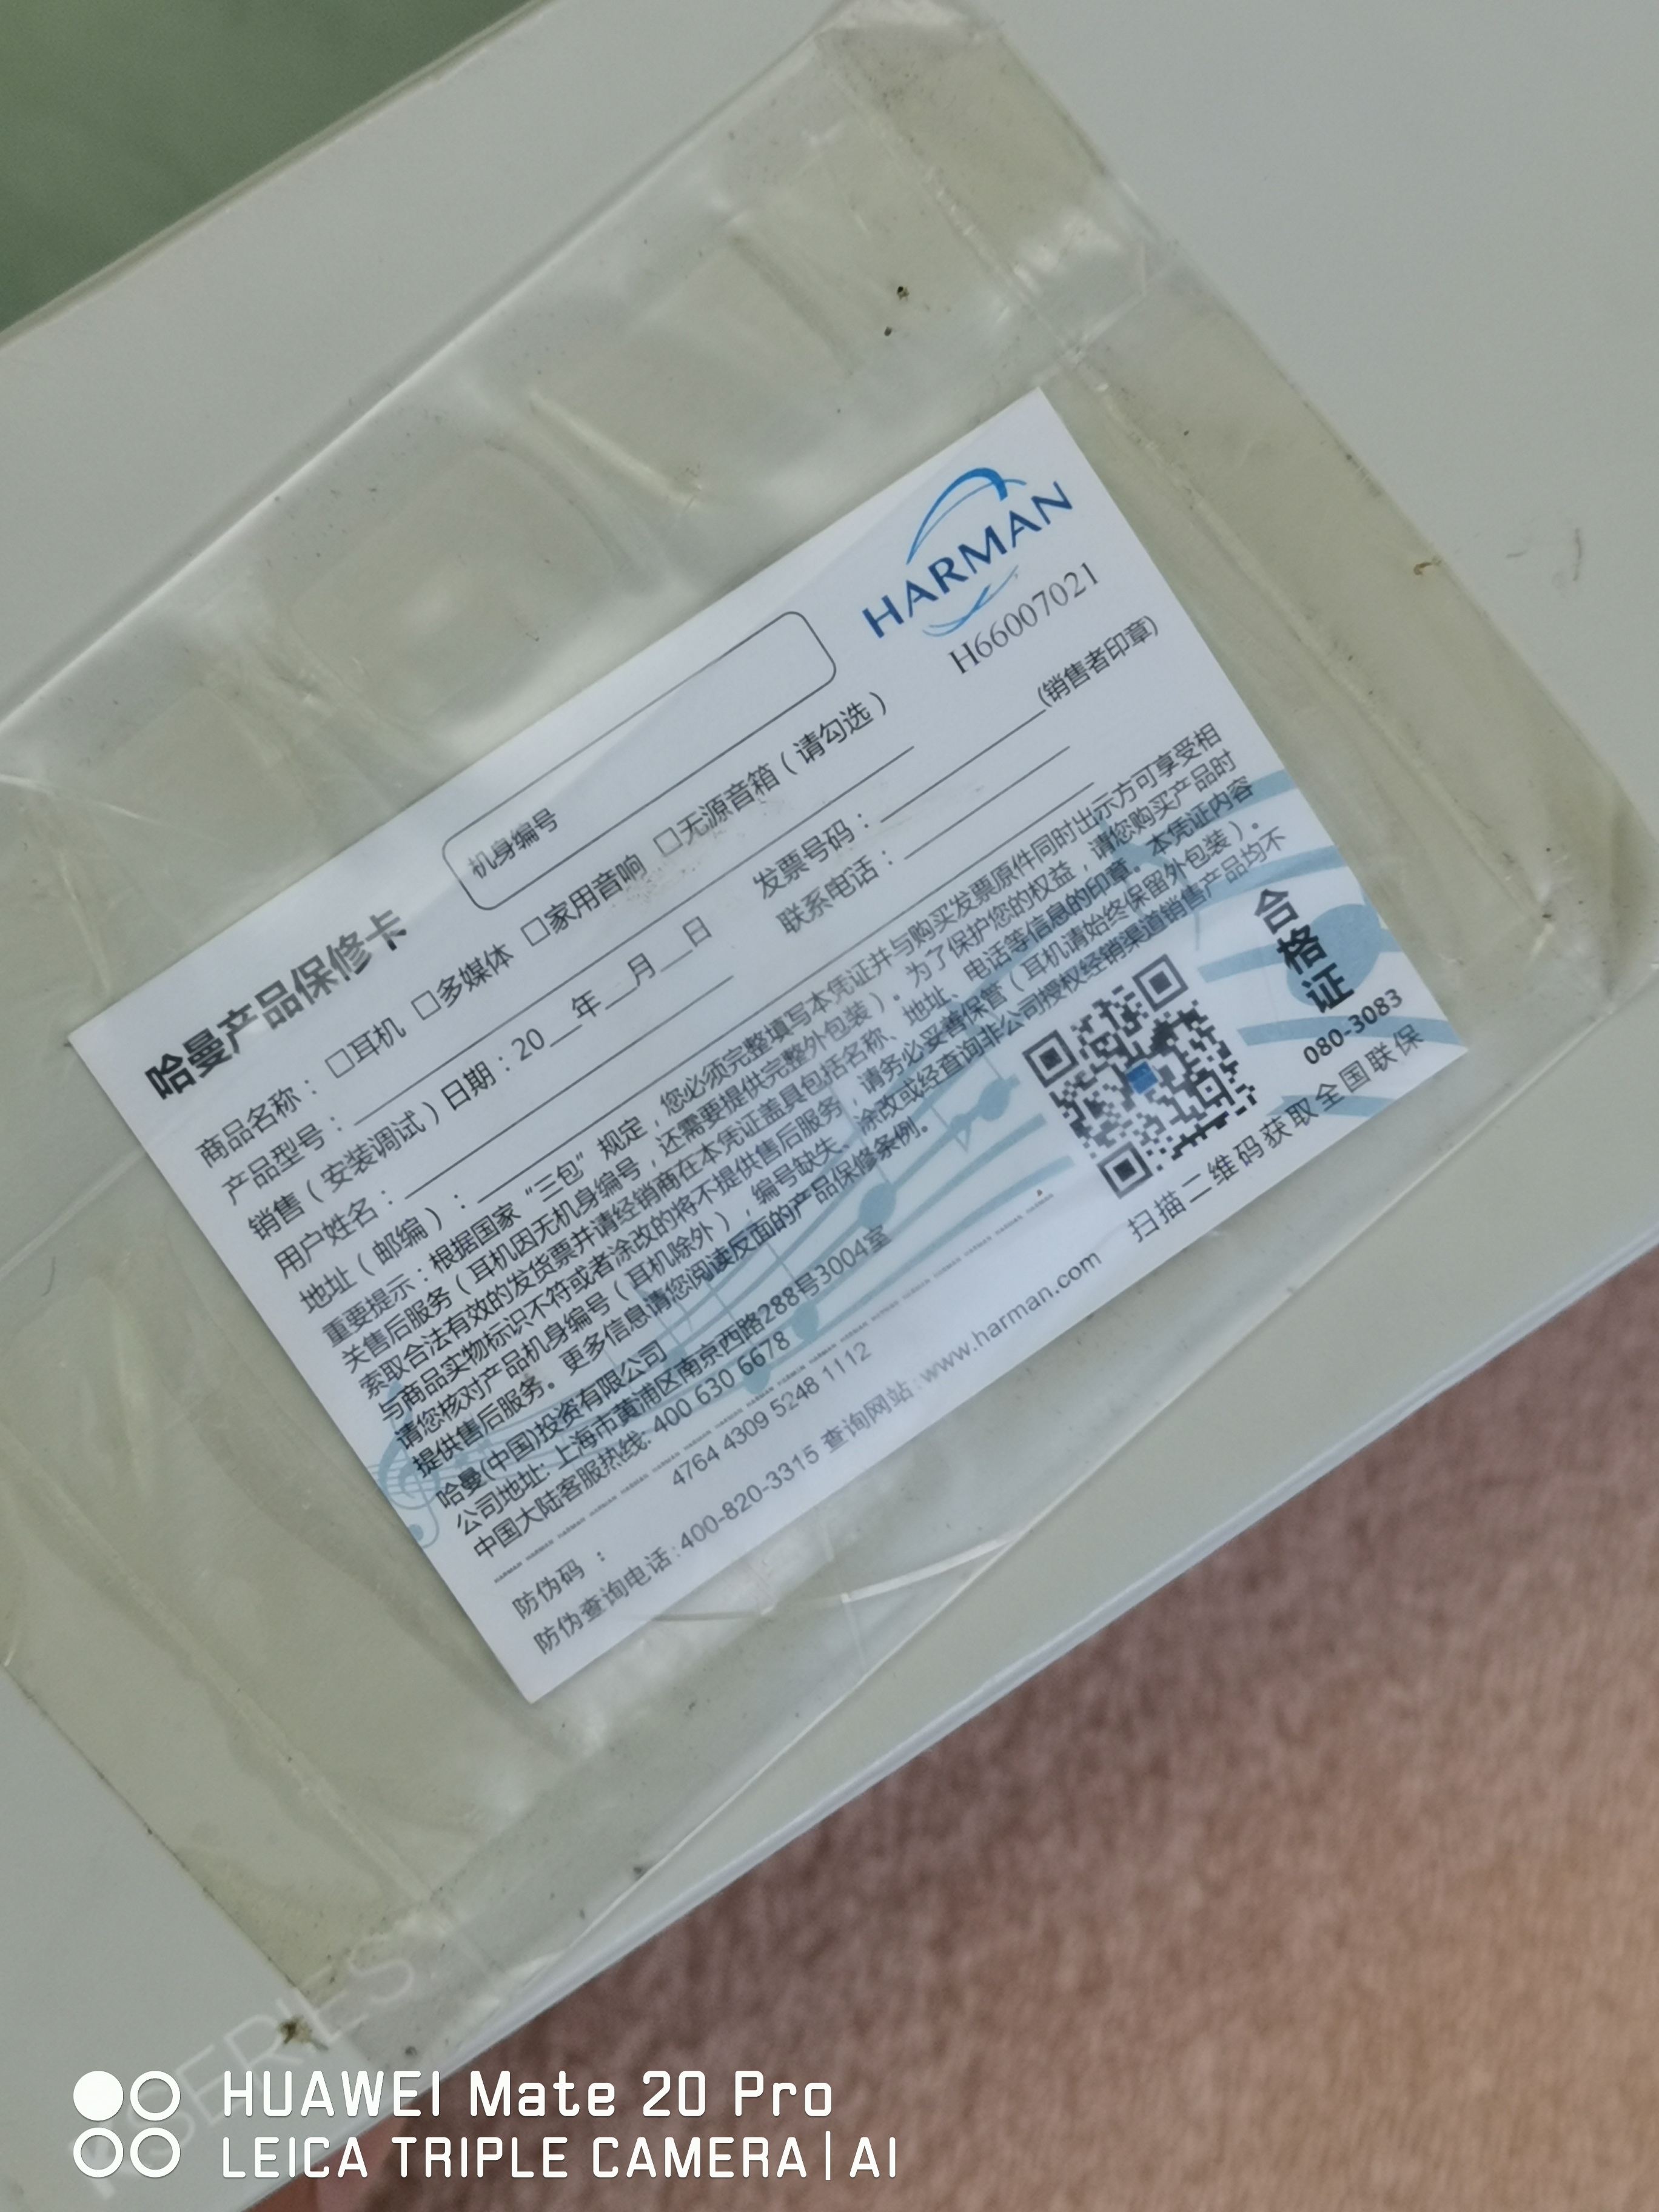 HARMAN
H66007021
哈曼产品保修卡
机身编号
商品名称：□耳机 □多媒体 □家用音响 □无源音箱（请勾选）
产品型号：
销售（安装调试）日期：20__年__月__日 发票号码：
(销售者印章)
用户姓名： 联系电话：
地址（邮编）：
重要提示：根据国家“三包”规定，您必须完整填写本凭证并与购买发票原件同时出示方可享受相
关售后服务（耳机因无机身编号，还需要提供完整外包装）。为了保护您的权益，请您购买产品时
索取合法有效的发货票并请经销商在本凭证盖具包括名称、地址、电话等信息的印章。本凭证内容
与商品实物标识不符或者涂改的将不提供售后服务，请务必妥善保管（耳机请始终保留外包装）。
请您核对产品机身编号（耳机除外），编号缺失、涂改或经查询非公司授权经销渠道销售产品均不
提供售后服务。更多信息请您阅读反面的产品保修条例。
哈曼(中国)投资有限公司
公司地址: 上海市黄浦区南京西路288号3004室
中国大陆客服热线: 400 630 6678
合格证
080-3083
扫描二维码获取全国联保
防伪码： 4764 4309 5248 1112
防伪查询电话:400-820-3315 查询网站:www.harman.com
SERIES
HUAWEI Mate 20 Pro
LEICA TRIPLE CAMERA | AI